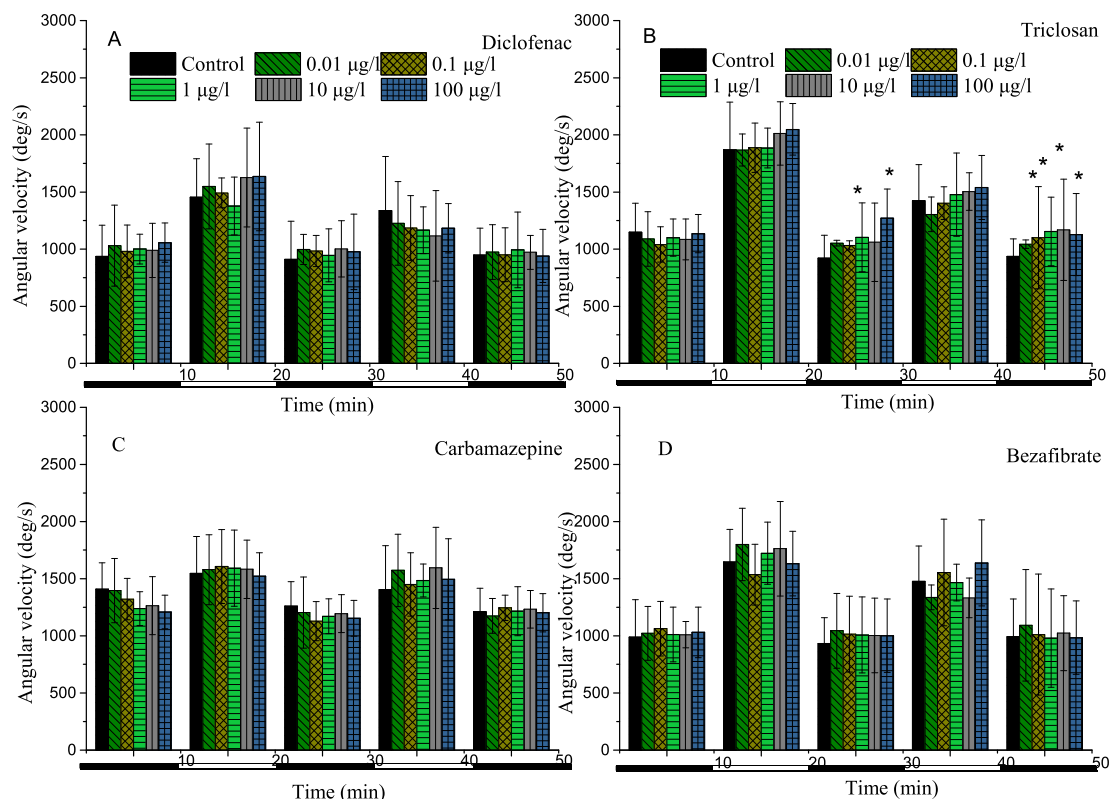 A
Diclofenac
Control 0.01 μg/l 0.1 μg/l
1 μg/l 10 μg/l 100 μg/l
Angular velocity (deg/s)
3000
2500
2000
1500
1000
500
0
10 20 30 40 50
Time (min)
B
Triclosan
Control 0.01 μg/l 0.1 μg/l
1 μg/l 10 μg/l 100 μg/l
Angular velocity (deg/s)
3000
2500
2000
1500
1000
500
0
* * * * * *
10 20 30 40 50
Time (min)
C
Carbamazepine
Angular velocity (deg/s)
3000
2500
2000
1500
1000
500
0
10 20 30 40 50
Time (min)
D
Bezafibrate
Angular velocity (deg/s)
3000
2500
2000
1500
1000
500
0
10 20 30 40 50
Time (min)